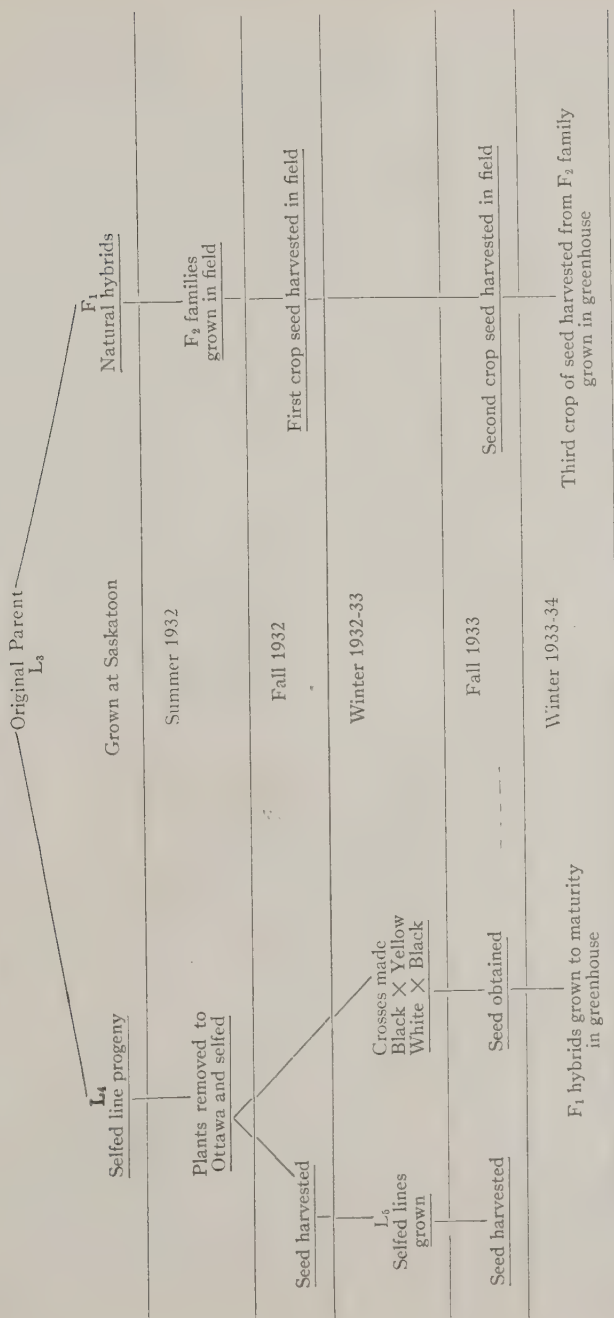 Original Parent
L₃
L₄
Selfed line progeny
Grown at Saskatoon
F₁
Natural hybrids
Plants removed to
Ottawa and selfed
Summer 1932
F₂ families
grown in field
Seed harvested
Fall 1932
First crop seed harvested in field
L₅
Selfed lines
grown
Crosses made
Black × Yellow
White × Black
Winter 1932-33
Seed harvested
Seed obtained
Fall 1933
Second crop seed harvested in field
F₁ hybrids grown to maturity
in greenhouse
Winter 1933-34
Third crop of seed harvested from F₂ family
grown in greenhouse